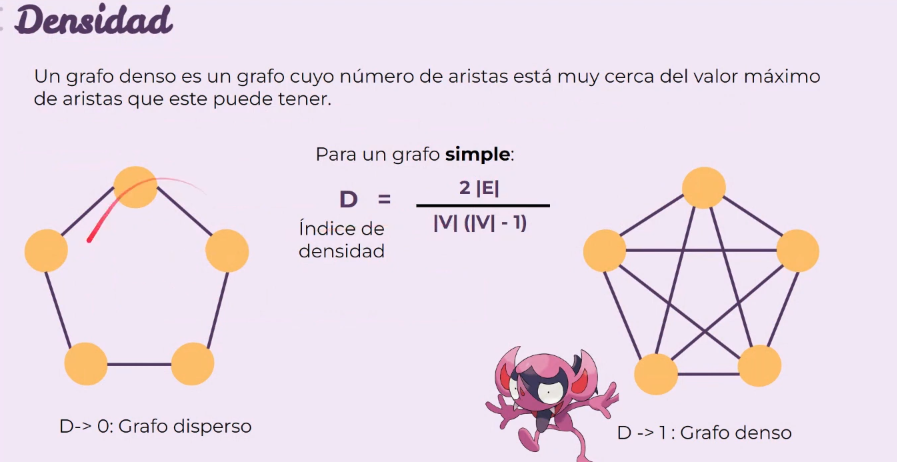 Densidad
Un grafo denso es un grafo cuyo número de aristas está muy cerca del valor máximo
de aristas que este puede tener.
Para un grafo simple:
D = 2 |E|
|V| (|V| - 1)
Índice de
densidad
D-> 0: Grafo disperso
D -> 1 : Grafo denso